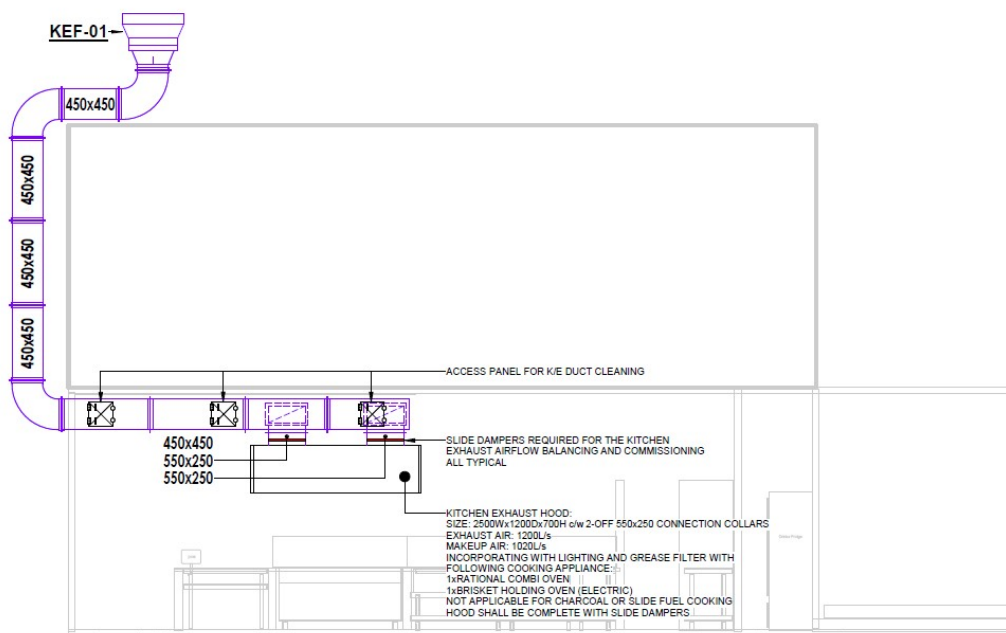 KEF-01
450x450
450x450
450x450
450x450
ACCESS PANEL FOR K/E DUCT CLEANING
450x450
550x250
550x250
SLIDE DAMPERS REQUIRED FOR THE KITCHEN
EXHAUST AIRFLOW BALANCING AND COMMISSIONING
ALL TYPICAL
KITCHEN EXHAUST HOOD:
SIZE: 2500Wx1200Dx700H c/w 2-OFF 550x250 CONNECTION COLLARS
EXHAUST AIR: 1200L/s
MAKEUP AIR: 1020L/s
INCORPORATING WITH LIGHTING AND GREASE FILTER WITH
FOLLOWING COOKING APPLIANCE:
1xRATIONAL COMBI OVEN
1xBRISKET HOLDING OVEN (ELECTRIC)
NOT APPLICABLE FOR CHARCOAL OR SLIDE FUEL COOKING
HOOD SHALL BE COMPLETE WITH SLIDE DAMPERS